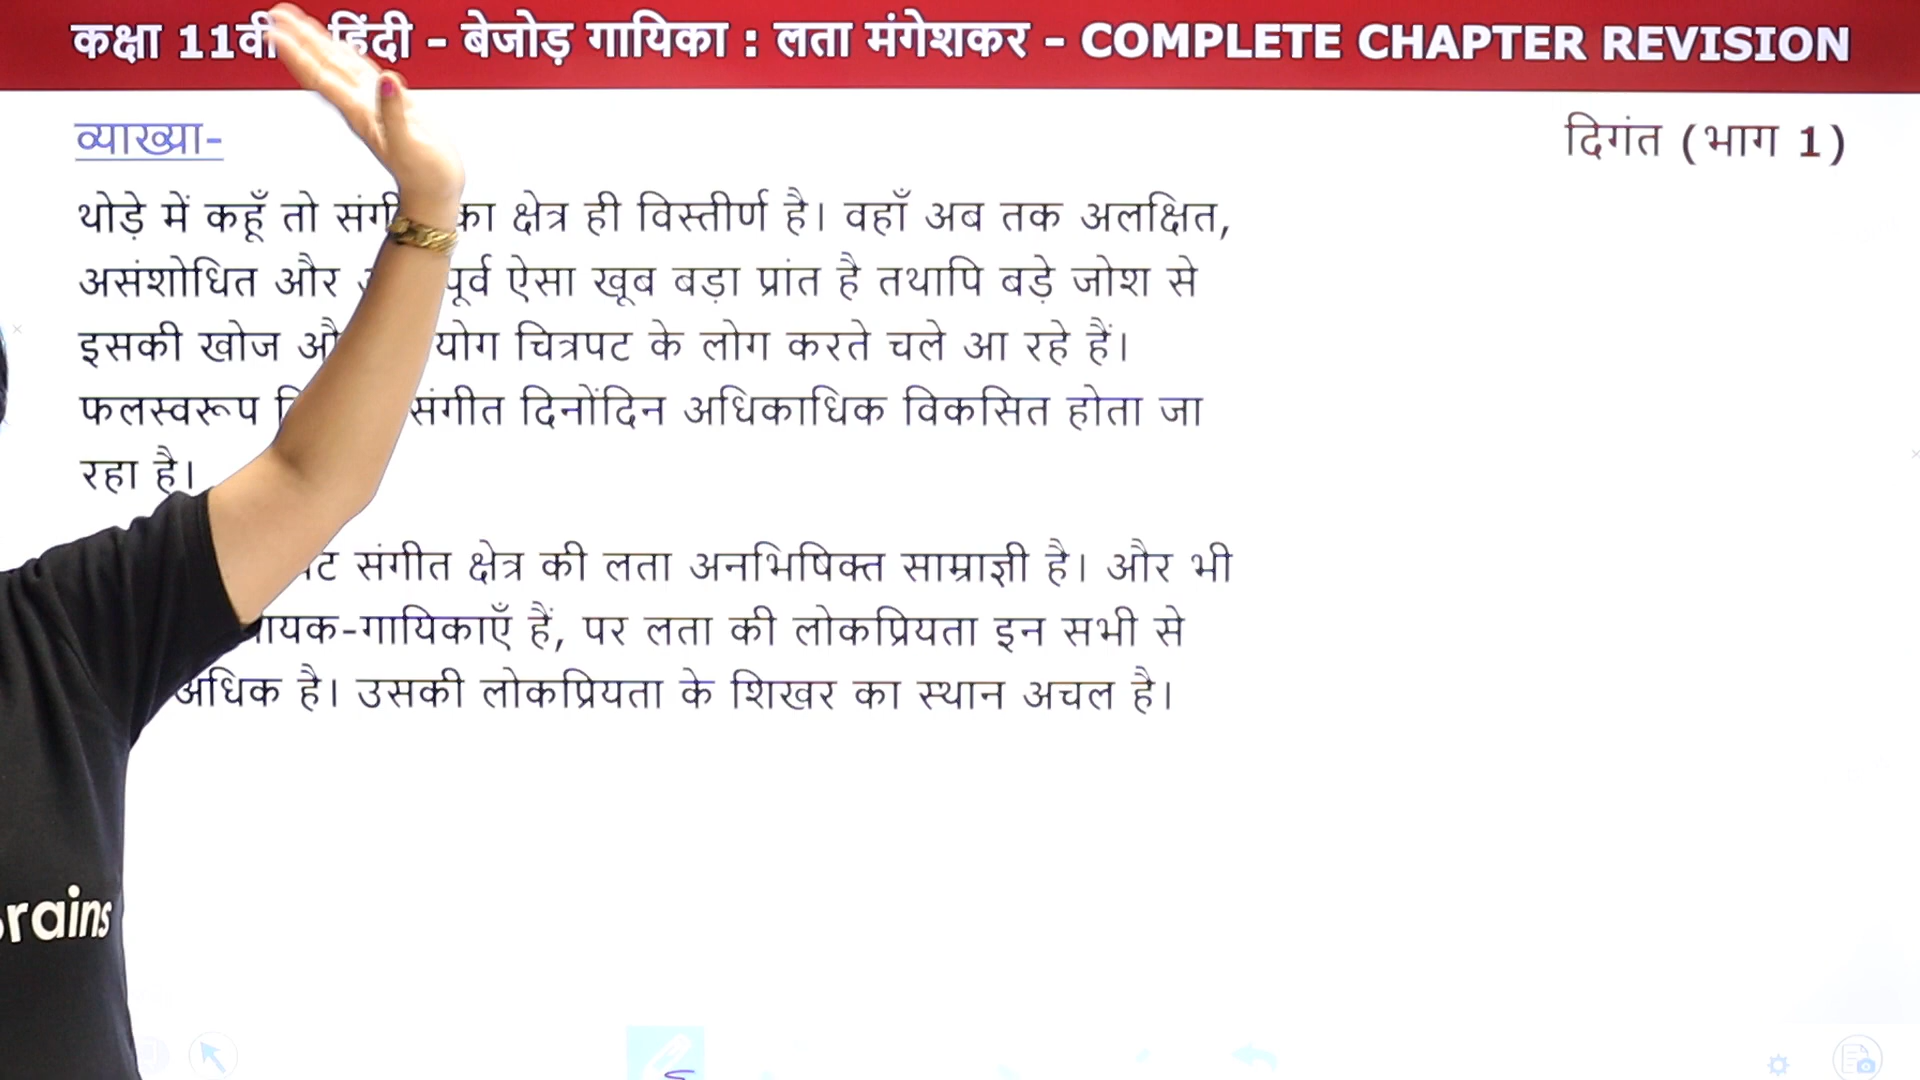 कक्षा 11वीं हिंदी - बेजोड़ गायिका : लता मंगेशकर - COMPLETE CHAPTER REVISION
व्याख्या-
दिगंत (भाग 1)
थोड़े में कहूँ तो का क्षेत्र ही विस्तीर्ण है। वहाँ अब तक अलक्षित,
असंशोधित और ऐसा खूब बड़ा प्रांत है तथापि बड़े जोश से
इसकी खोज चित्रपट के लोग करते चले आ रहे हैं।
फलस्वरूप संगीत दिनोंदिन अधिकाधिक विकसित होता जा
रहा है।
संगीत क्षेत्र की लता अनभिषिक्त साम्राज्ञी है। और भी
गायक-गायिकाएँ हैं, पर लता की लोकप्रियता इन सभी से
अधिक है। उसकी लोकप्रियता के शिखर का स्थान अचल है।
rains